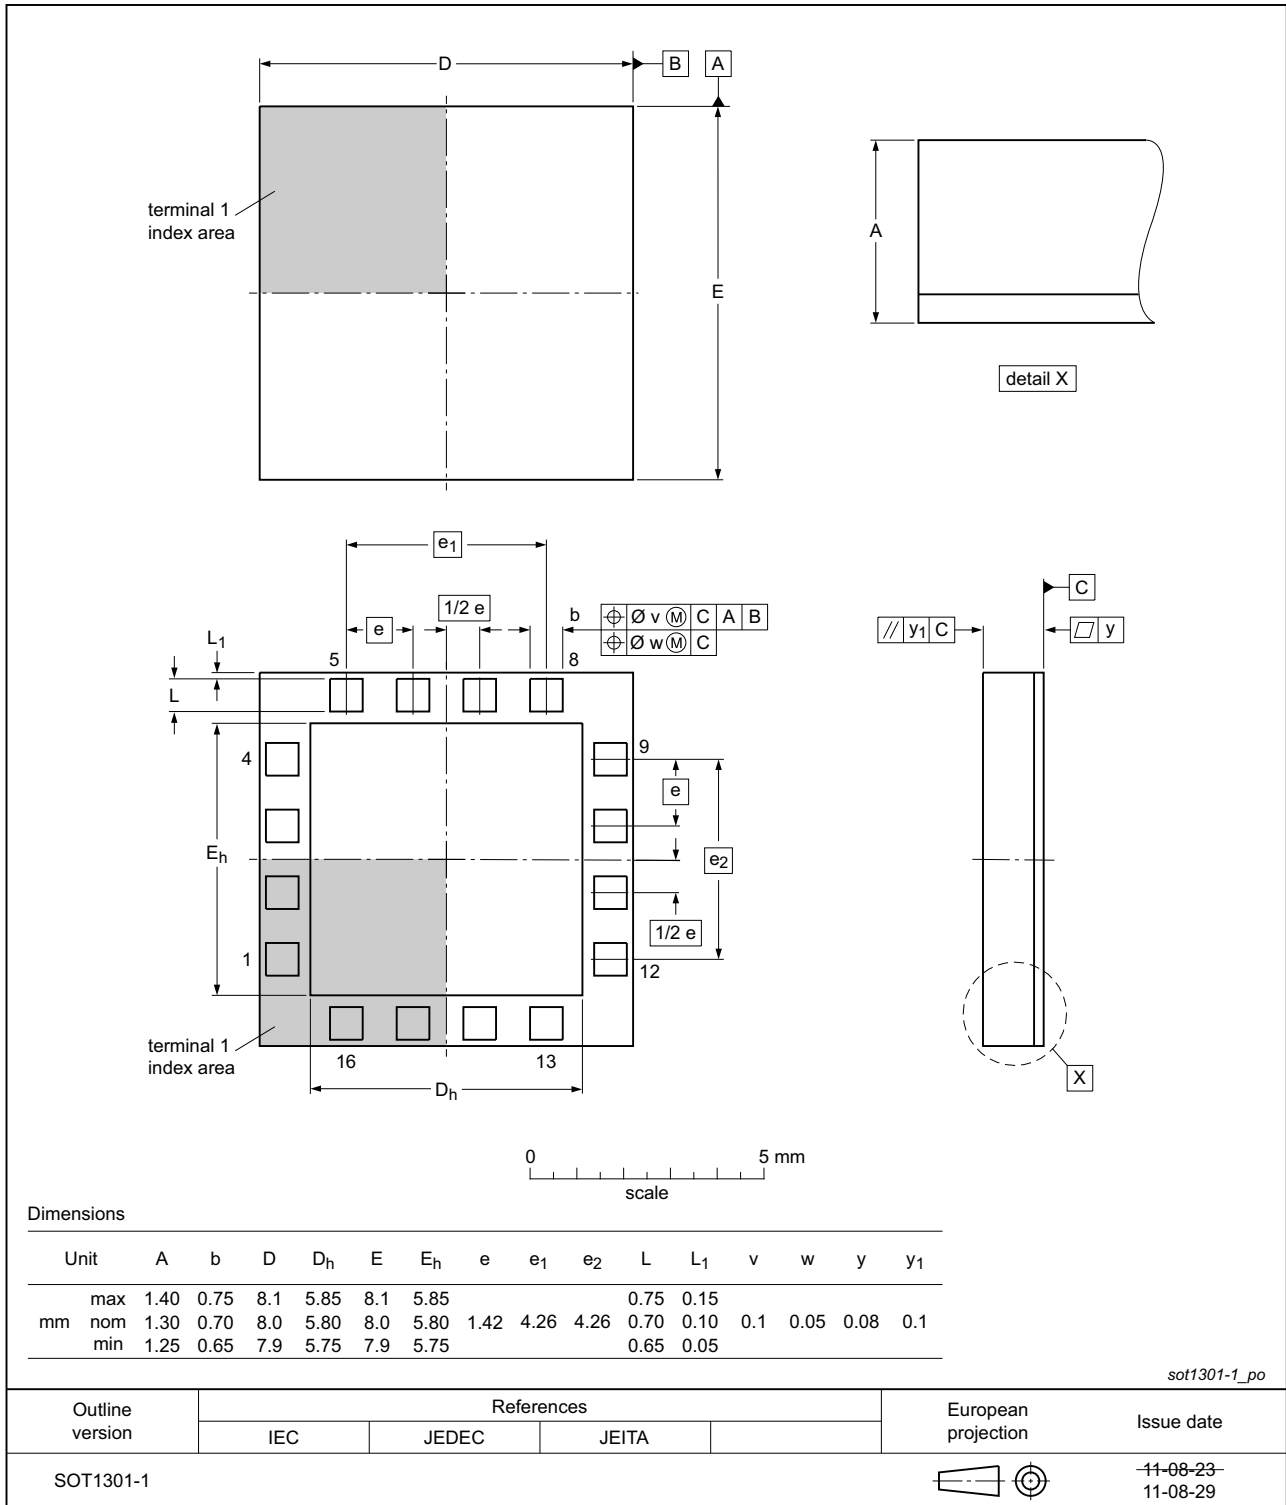 D
B
A
terminal 1
index area
E
A
detail X
e1
1/2 e
b
e
Ø v Ⓜ C A B
Ø w Ⓜ C
L1
L
5
8
4
9
e
Eh
e2
1/2 e
1
12
terminal 1
index area
16
13
Dh
C
// y1 C
y
X
0
5 mm
scale
Dimensions
Unit A b D Dh E Eh e e1 e2 L L1 v w y y1
max 1.40 0.75 8.1 5.85 8.1 5.85 0.75 0.15
mm nom 1.30 0.70 8.0 5.80 8.0 5.80 1.42 4.26 4.26 0.70 0.10 0.1 0.05 0.08 0.1
min 1.25 0.65 7.9 5.75 7.9 5.75 0.65 0.05
sot1301-1_po
Outline
version
References
IEC JEDEC JEITA
European
projection
Issue date
SOT1301-1
11-08-23
11-08-29